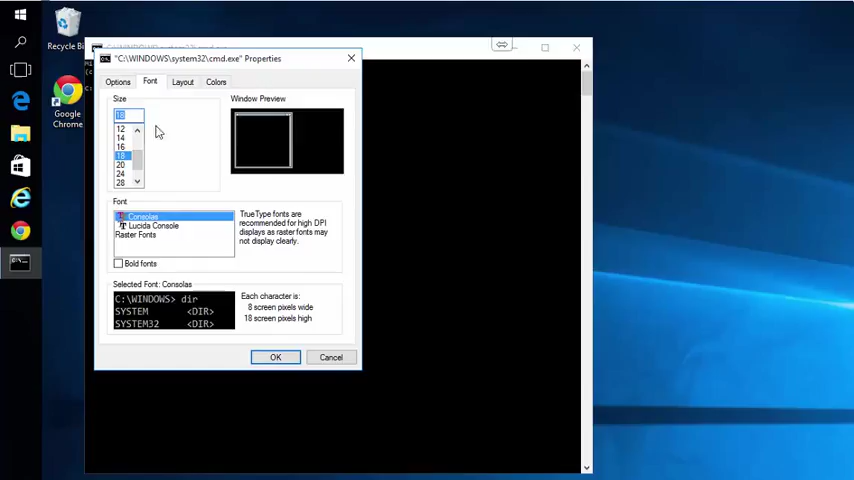 Recycle Bi
Google
Chrome
"C:\WINDOWS\system32\cmd.exe" Properties
Options
Font
Layout
Colors
Size
18
12
14
16
18
20
24
28
Window Preview
Font
Consolas
Lucida Console
Raster Fonts
TrueType fonts are
recommended for high DPI
displays as raster fonts may
not display clearly.
Bold fonts
Selected Font: Consolas
C:\WINDOWS> dir
SYSTEM <DIR>
SYSTEM32 <DIR>
Each character is:
8 screen pixels wide
18 screen pixels high
OK
Cancel